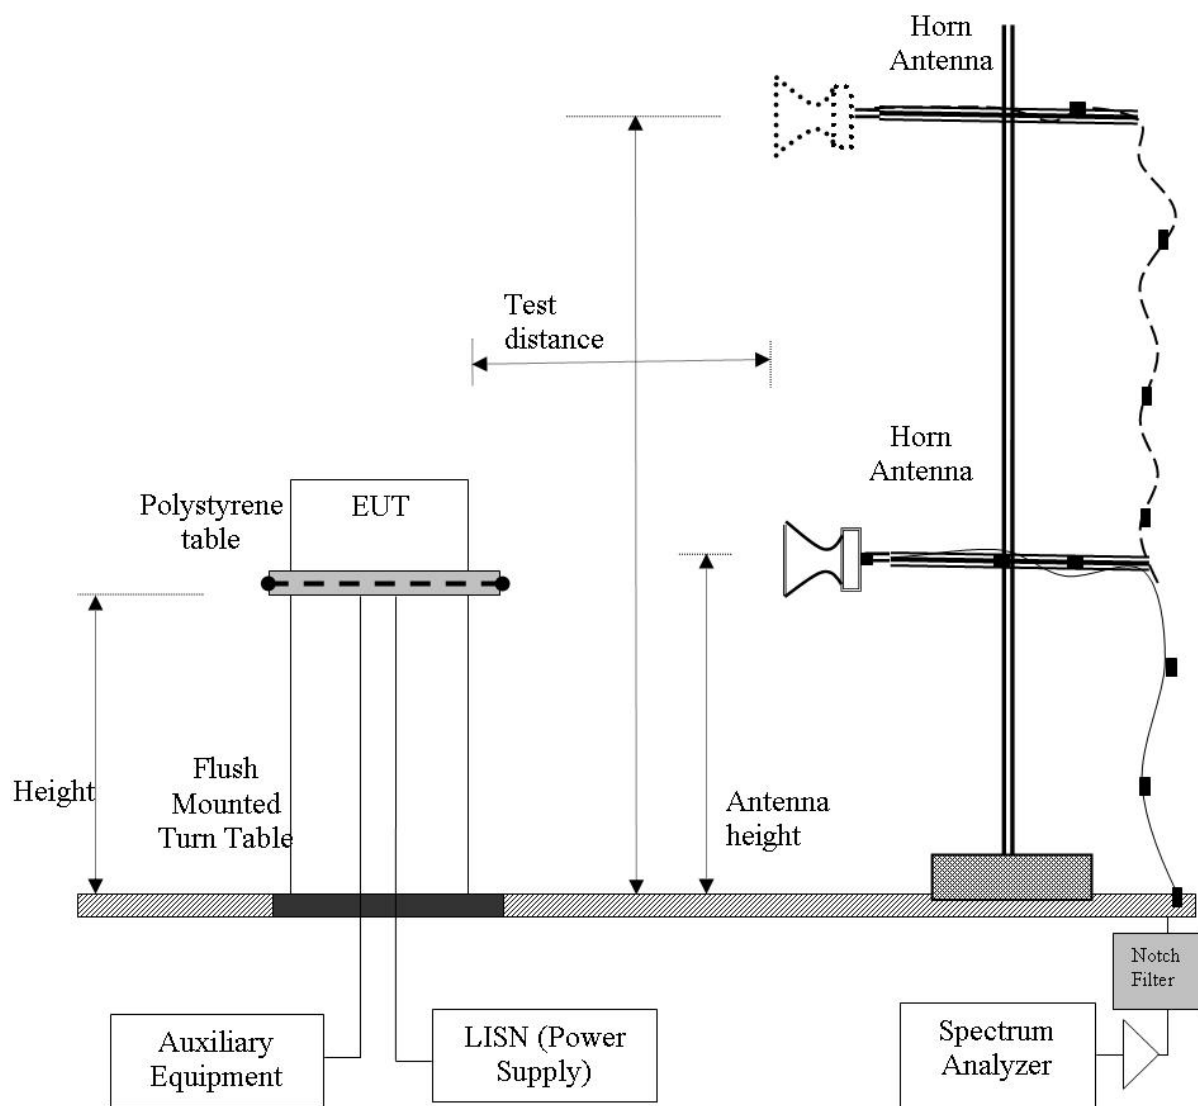 Horn
Antenna
Test
distance
Horn
Antenna
Polystyrene
table
EUT
Height
Flush
Mounted
Turn Table
Antenna
height
Notch
Filter
Auxiliary
Equipment
LISN (Power
Supply)
Spectrum
Analyzer